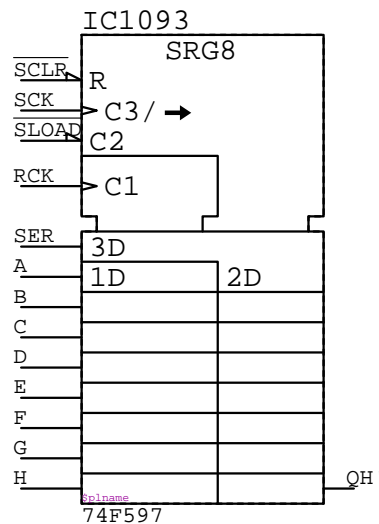 IC1093
SRG8
SCLR
R
SCK
C3/ →
SLOAD
C2
RCK
C1
SER
3D
A
1D 2D
B
C
D
E
F
G
H
$plname
QH
74F597